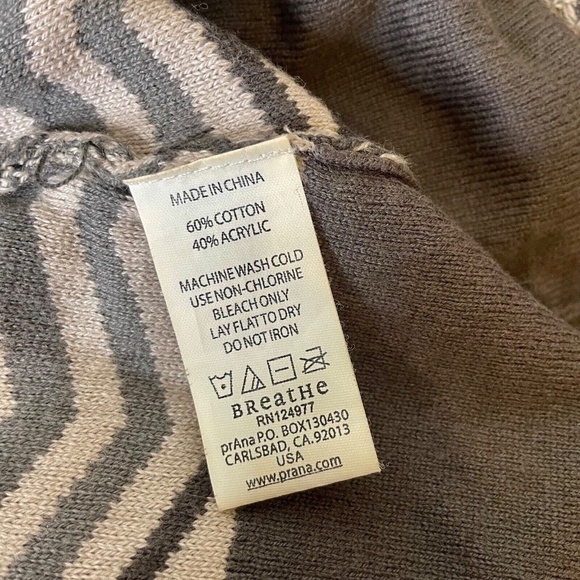 MADE IN CHINA
60% COTTON
40% ACRYLIC
MACHINE WASH COLD
USE NON-CHLORINE
BLEACH ONLY
LAY FLAT TO DRY
DO NOT IRON
BReatHe
RN124977
prAna P.O. BOX130430
CARLSBAD, CA.92013
USA
www.prana.com